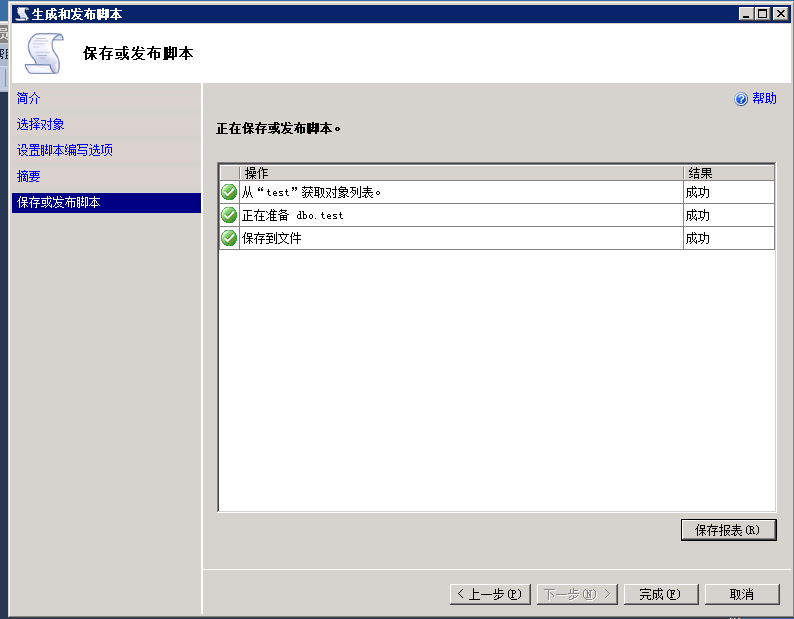 生成和发布脚本
保存或发布脚本
简介
选择对象
设置脚本编写选项
摘要
保存或发布脚本
帮助
正在保存或发布脚本。
操作 结果
从“test”获取对象列表。 成功
正在准备 dbo.test 成功
保存到文件 成功
保存报表(R)
< 上一步(P) 下一步(N) > 完成(F) 取消